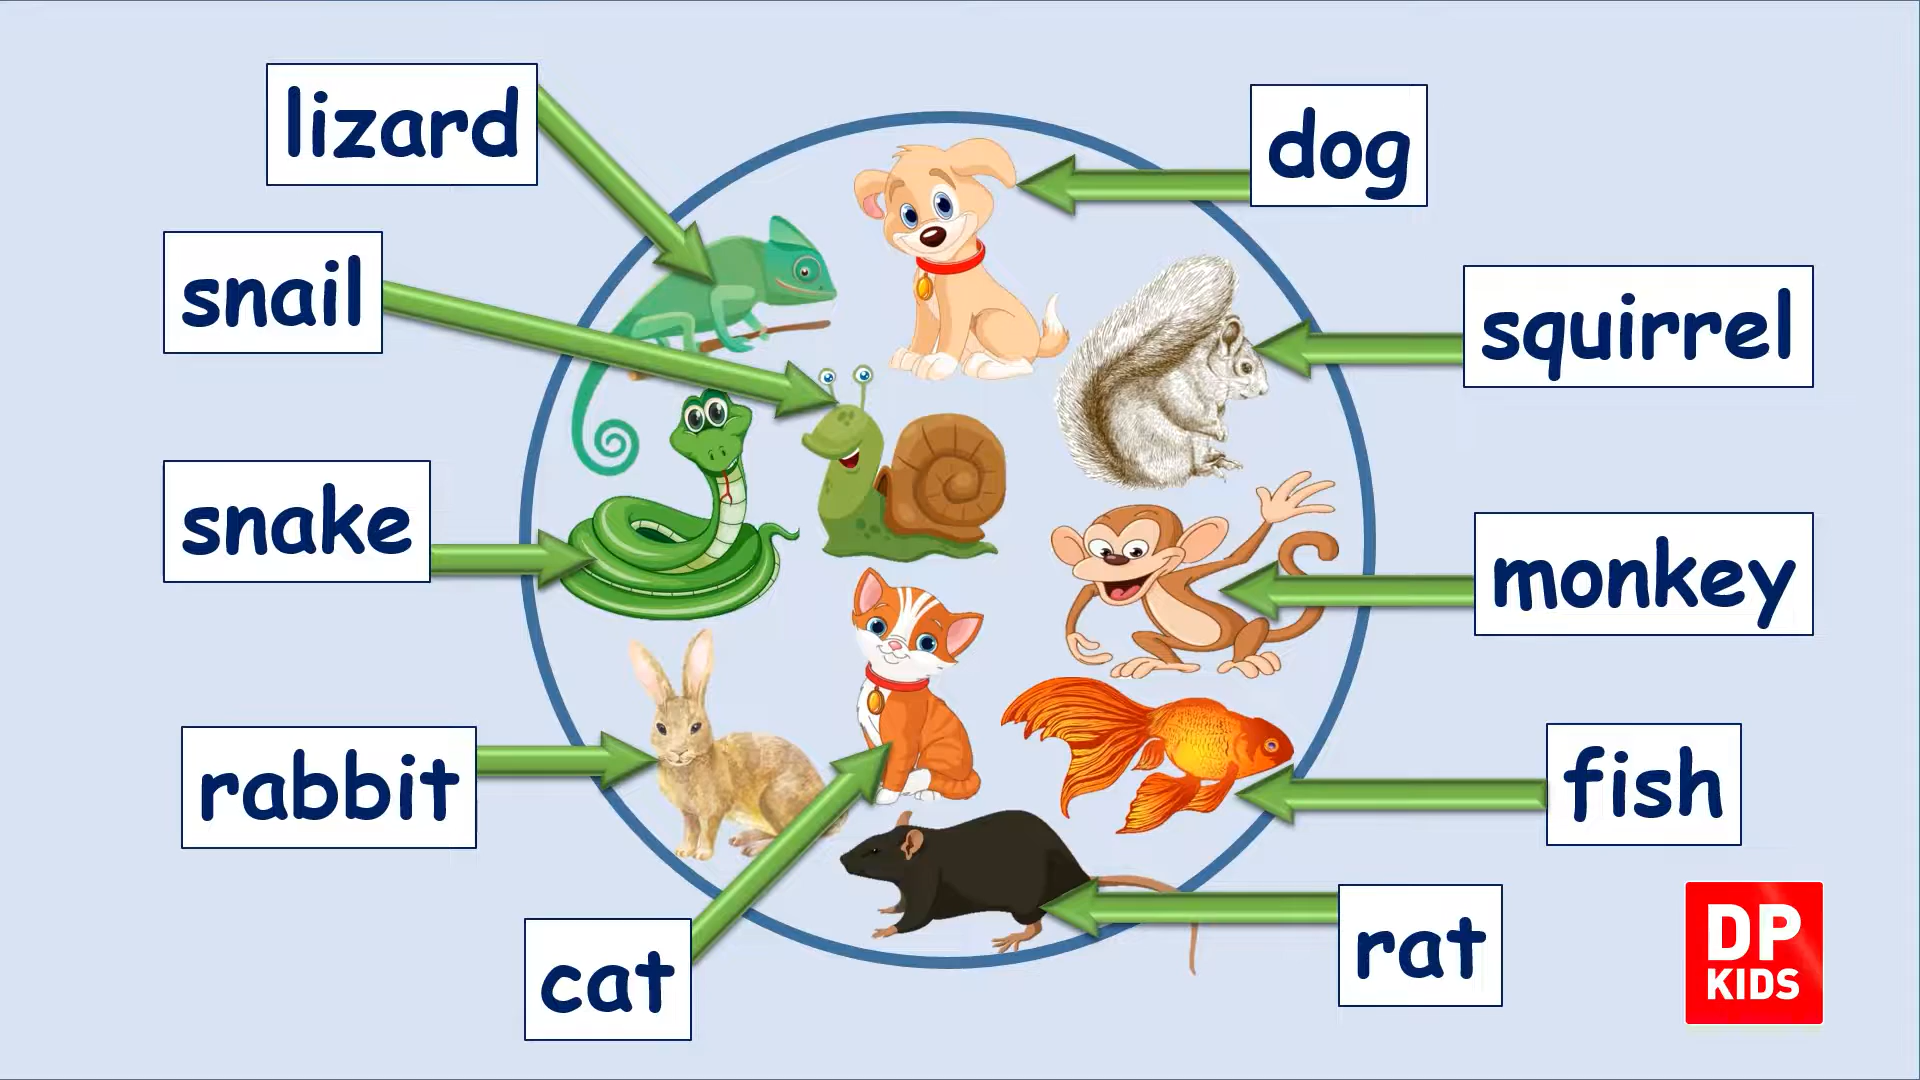 lizard
dog
snail
squirrel
snake
monkey
rabbit
fish
cat
rat
DP
KIDS